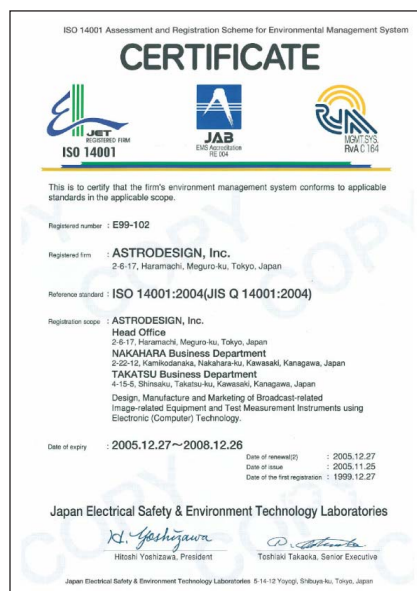 ISO 14001 Assessment and Registration Scheme for Environmental Management System
CERTIFICATE
JET
REGISTERED FIRM
ISO 14001
JAB
EMS Accreditation
RE 004
RvA
MGMT.SYS.
RvA C 164
This is to certify that the firm's environment management system conforms to applicable
standards in the applicable scope.
Registered number : E99-102
Registered firm : ASTRODESIGN, Inc.
2-6-17, Haramachi, Meguro-ku, Tokyo, Japan
Reference standard : ISO 14001:2004(JIS Q 14001:2004)
Registration scope : ASTRODESIGN, Inc.
Head Office
2-6-17, Haramachi, Meguro-ku, Tokyo, Japan
NAKAHARA Business Department
2-22-12, Kamikodanaka, Nakahara-ku, Kawasaki, Kanagawa, Japan
TAKATSU Business Department
4-15-5, Shinsaku, Takatsu-ku, Kawasaki, Kanagawa, Japan
Design, Manufacture and Marketing of Broadcast-related
Image-related Equipment and Test Measurement Instruments using
Electronic (Computer) Technology.
Date of expiry : 2005.12.27～2008.12.26
Date of renewal(2) : 2005.12.27
Date of issue : 2005.11.25
Date of the first registration : 1999.12.27
Japan Electrical Safety & Environment Technology Laboratories
H. Yoshizawa
Hitoshi Yoshizawa, President
Toshiaki Takaoka, Senior Executive
Japan Electrical Safety & Environment Technology Laboratories 5-14-12 Yoyogi, Shibuya-ku, Tokyo, Japan
COPY